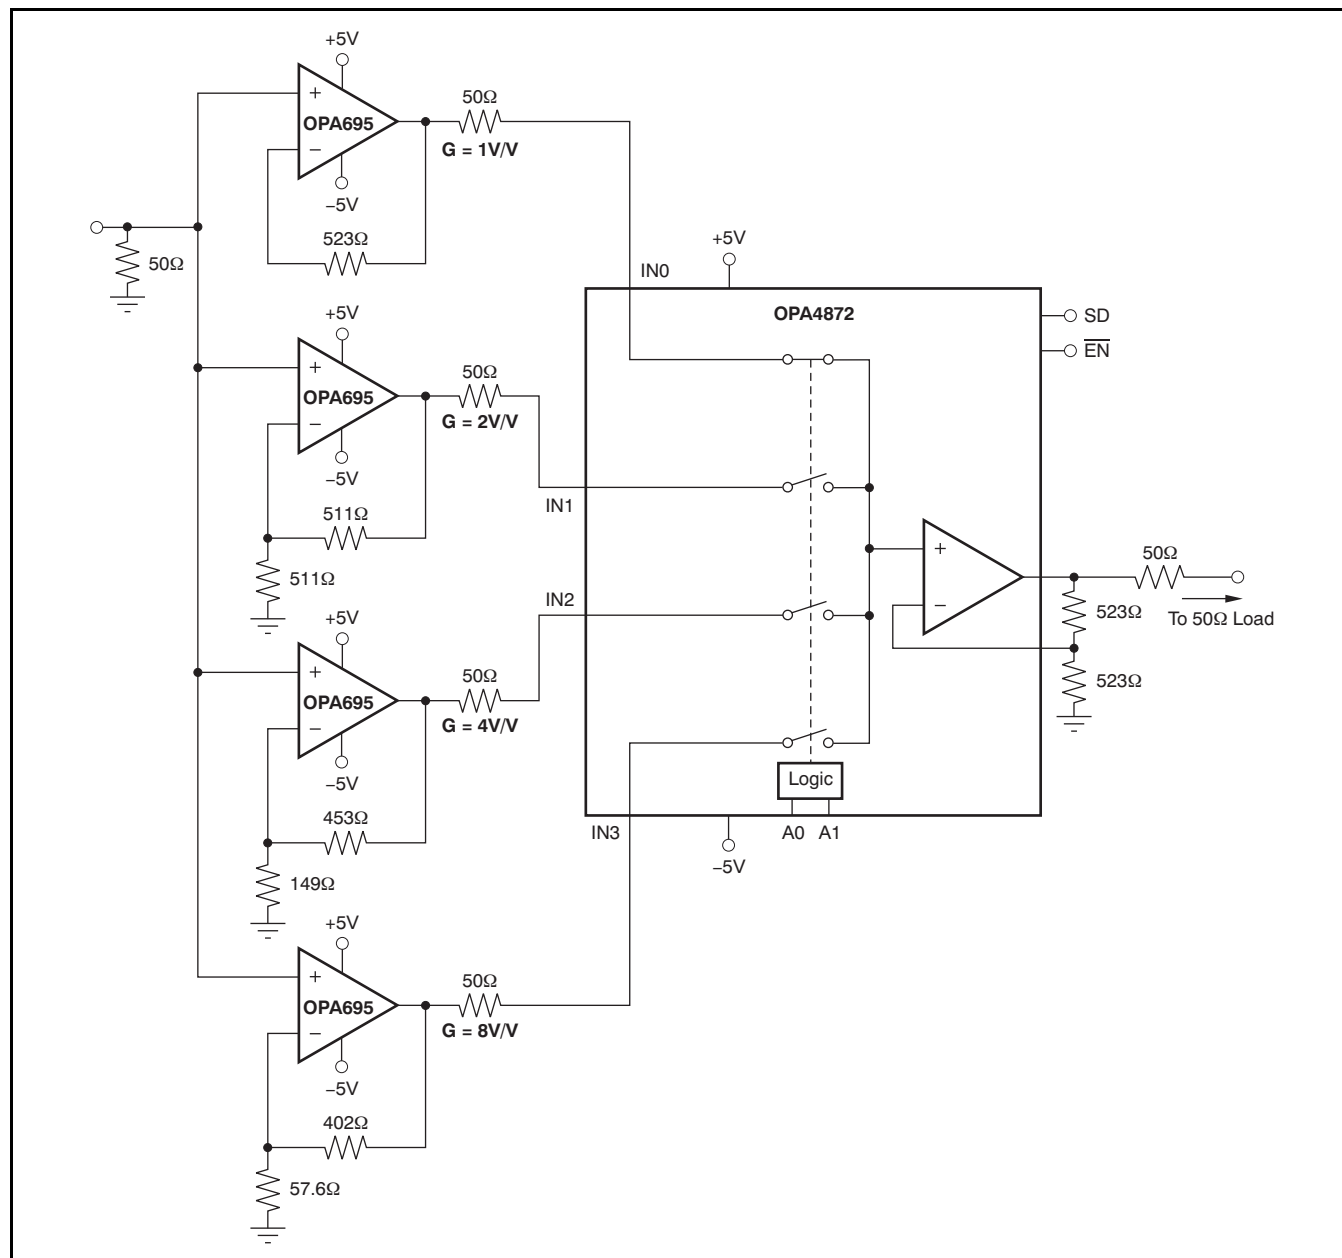 +5V
+
OPA695
−
−5V
50Ω
G = 1V/V
523Ω
50Ω
+5V
+
OPA695
−
−5V
50Ω
G = 2V/V
511Ω
511Ω
+5V
+
OPA695
−
−5V
50Ω
G = 4V/V
453Ω
149Ω
+5V
+
OPA695
−
−5V
50Ω
G = 8V/V
402Ω
57.6Ω
IN0
IN1
IN2
IN3
+5V
OPA4872
SD
EN
+
−
Logic
A0 A1
−5V
50Ω
To 50Ω Load
523Ω
523Ω